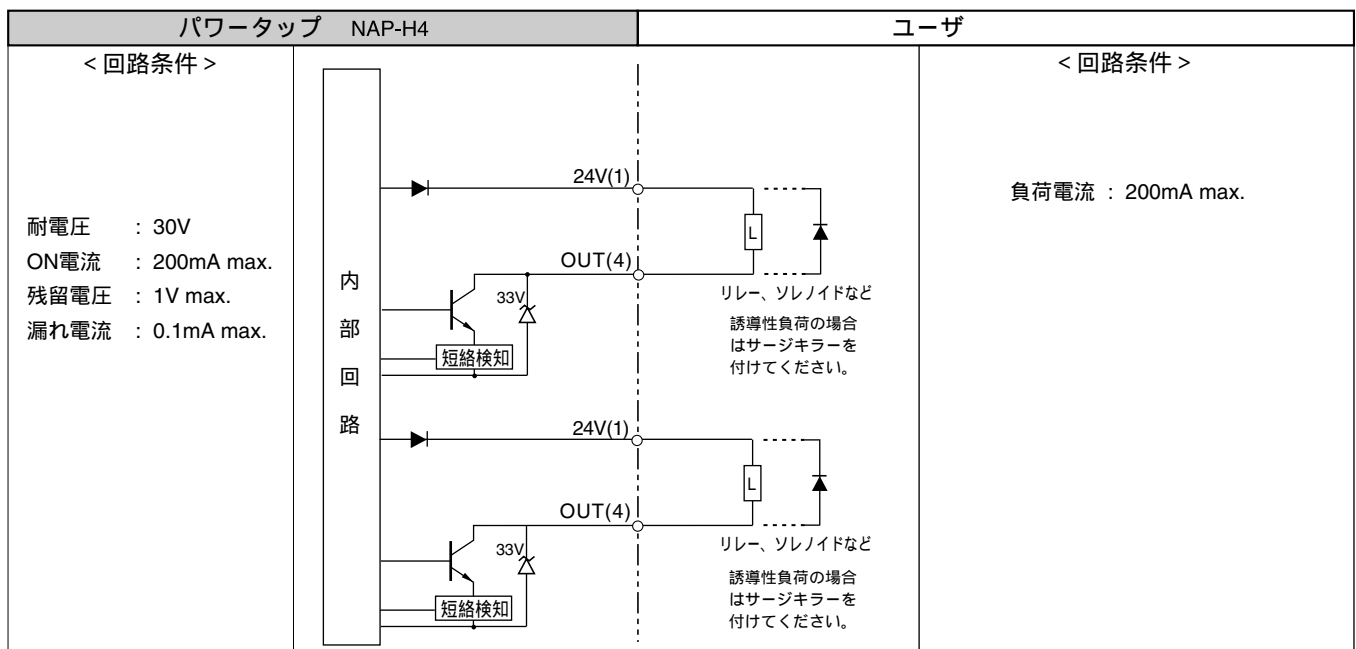 パワータップ NAP-H4
ユーザ
<回路条件>
耐電圧 : 30V
ON電流 : 200mA max.
残留電圧 : 1V max.
漏れ電流 : 0.1mA max.
内部回路
24V(1)
OUT(4)
33V
短絡検知
L
リレー、ソレノイドなど
誘導性負荷の場合
はサージキラーを
付けてください。
24V(1)
OUT(4)
33V
短絡検知
L
リレー、ソレノイドなど
誘導性負荷の場合
はサージキラーを
付けてください。
<回路条件>
負荷電流 : 200mA max.